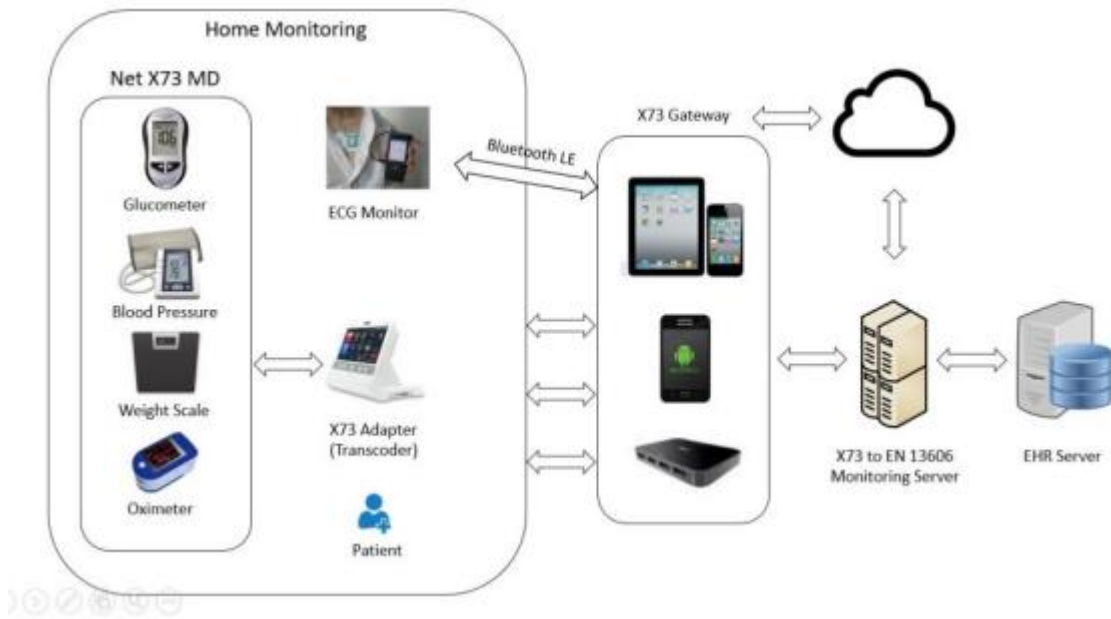 Home Monitoring
Net X73 MD
106
Glucometer
Blood Pressure
Weight Scale
Oximeter
ECG Monitor
X73 Adapter
(Transcoder)
Patient
Bluetooth LE
X73 Gateway
X73 to EN 13606
Monitoring Server
EHR Server